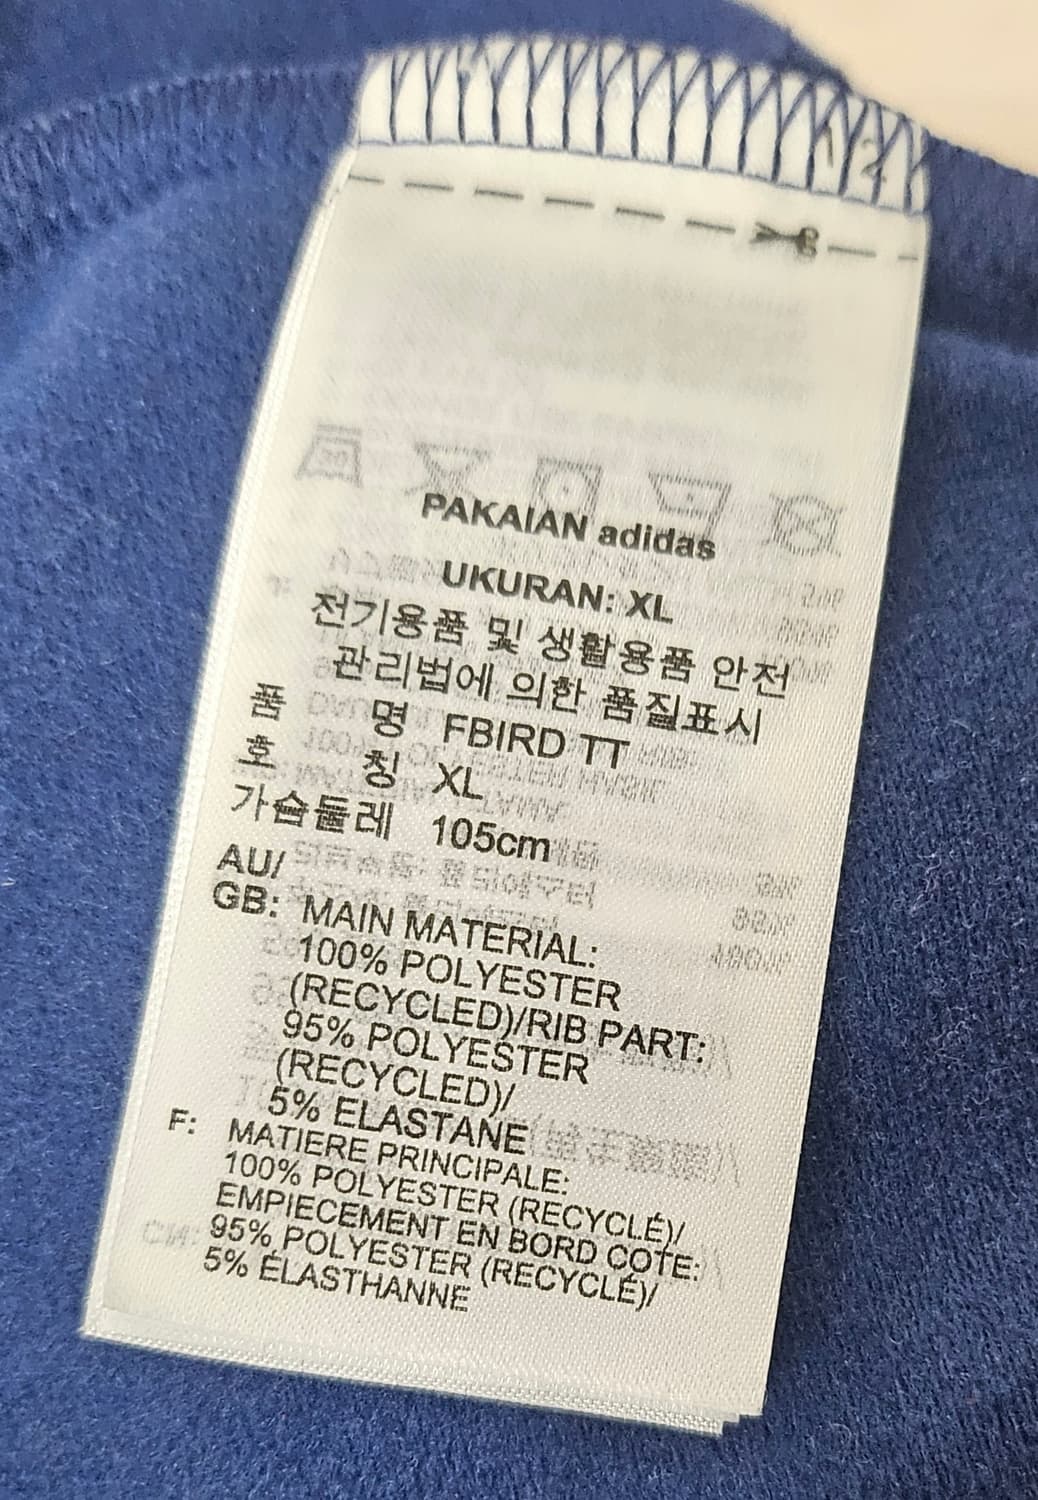 PAKAIAN adidas
UKURAN: XL
전기용품 및 생활용품 안전
관리법에 의한 품질표시
품 명 FBIRD TT
호 칭 XL
가슴둘레 105cm
AU/
GB: MAIN MATERIAL:
100% POLYESTER
(RECYCLED)/RIB PART:
95% POLYESTER
(RECYCLED)/
5% ELASTANE
F: MATIERE PRINCIPALE:
100% POLYESTER (RECYCLÉ)/
EMPIECEMENT EN BORD COTE:
95% POLYESTER (RECYCLÉ)/
5% ÉLASTHANNE